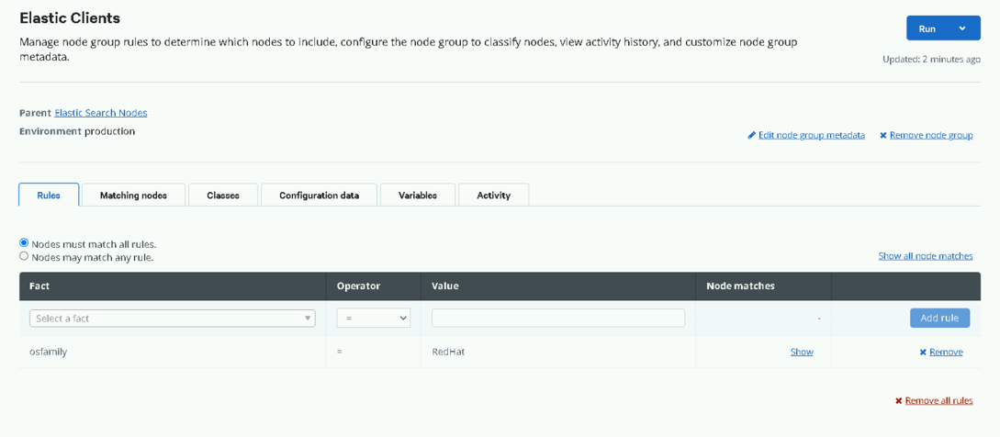 Elastic Clients
Run
Manage node group rules to determine which nodes to include, configure the node group to classify nodes, view activity history, and customize node group
metadata.
Updated: 2 minutes ago
Parent Elastic Search Nodes
Environment production
Edit node group metadata
Remove node group
Rules
Matching nodes
Classes
Configuration data
Variables
Activity
Nodes must match all rules.
Nodes may match any rule.
Show all node matches
Fact Operator Value Node matches
Select a fact = - Add rule
osfamily = RedHat Show Remove
Remove all rules